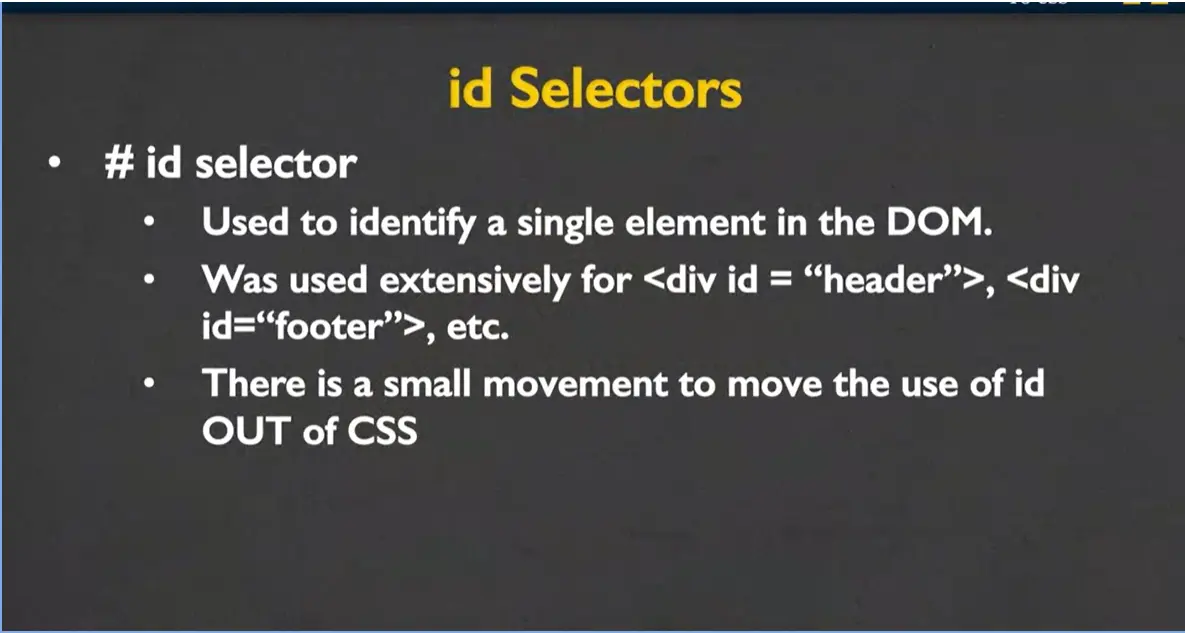 id Selectors
• # id selector
• Used to identify a single element in the DOM.
• Was used extensively for <div id = “header”>, <div
id=“footer”>, etc.
• There is a small movement to move the use of id
OUT of CSS